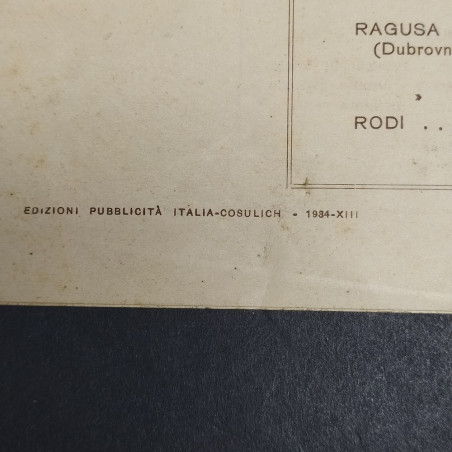 RAGUSA
(Dubrovn
»
RODI ..
EDIZIONI PUBBLICITÀ ITALIA-COSULICH - 1934-XIII